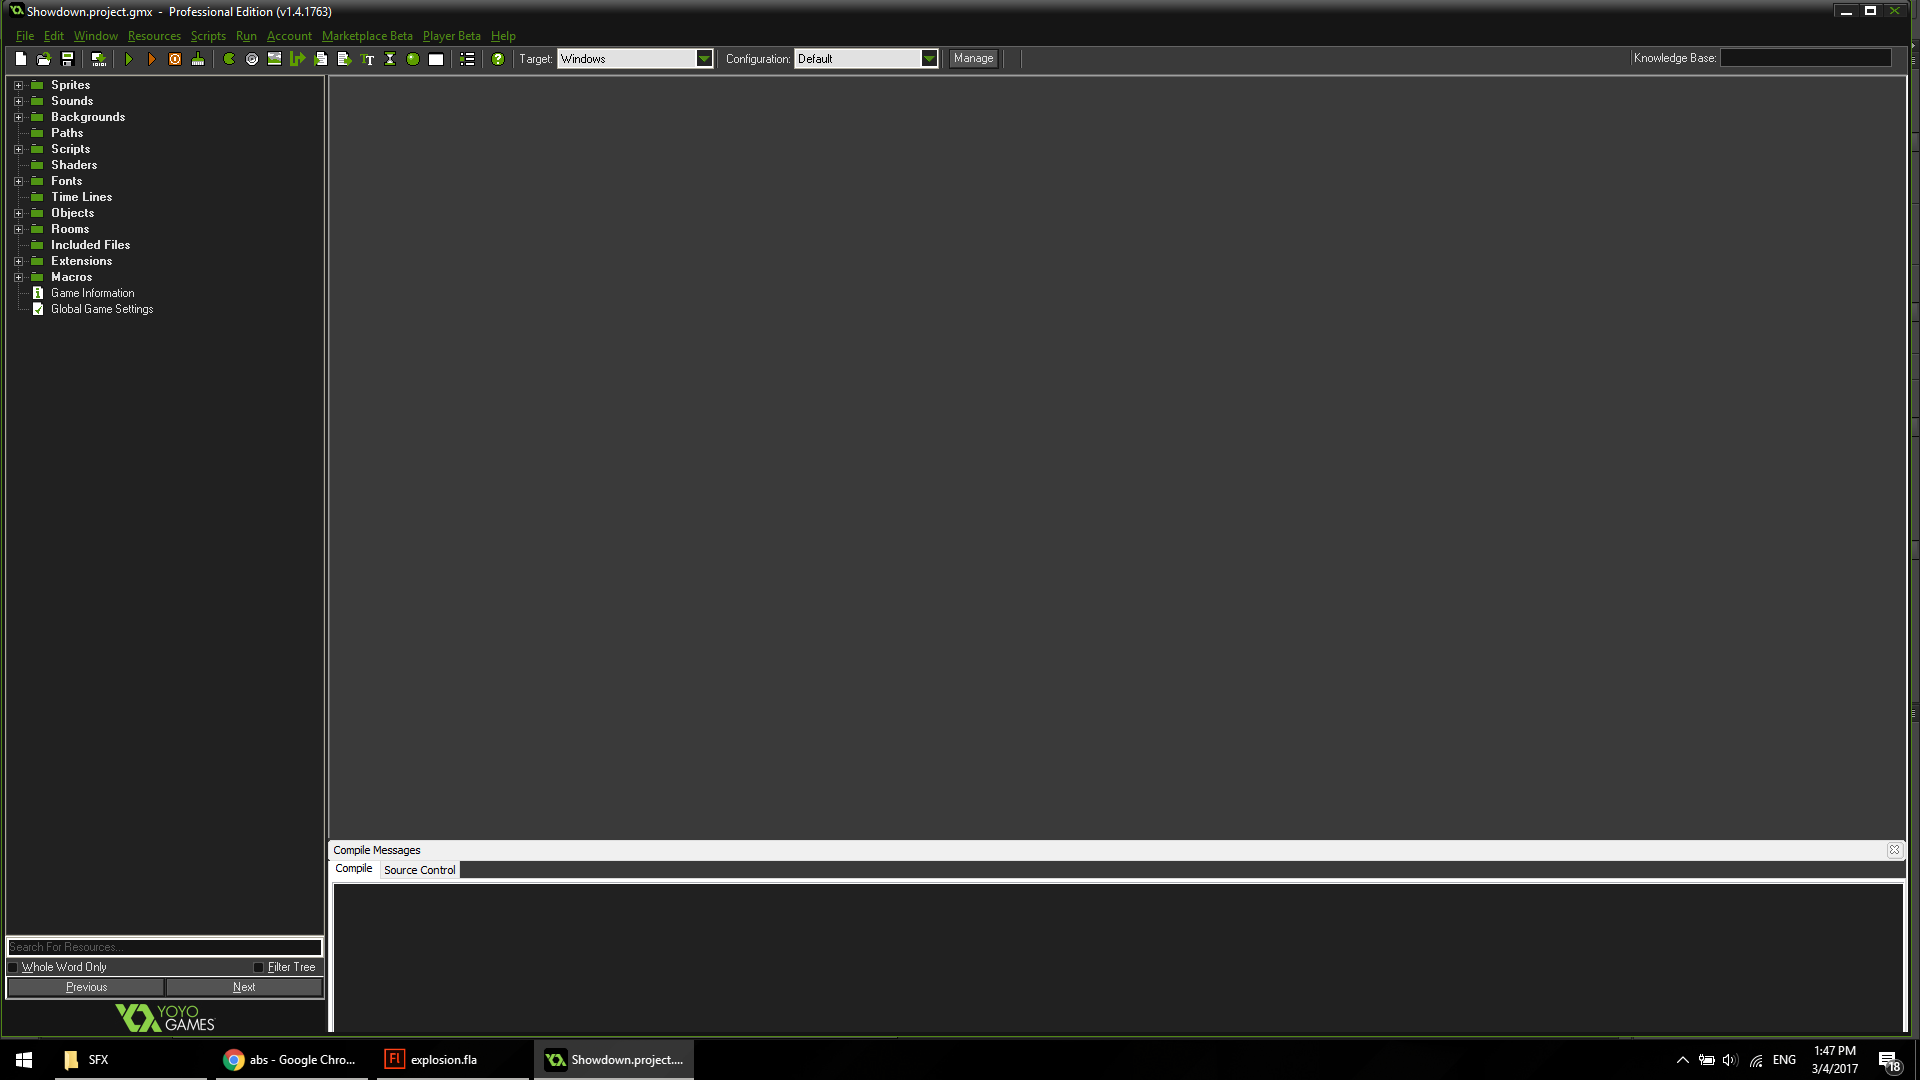 Showdown.project.gmx - Professional Edition (v1.4.1763)
File Edit Window Resources Scripts Run Account Marketplace Beta Player Beta Help
Target: Windows Configuration: Default Manage Knowledge Base:
Sprites
Sounds
Backgrounds
Paths
Scripts
Shaders
Fonts
Time Lines
Objects
Rooms
Included Files
Extensions
Macros
Game Information
Global Game Settings
Compile Messages
Compile Source Control
Search For Resources...
Whole Word Only Filter Tree
Previous Next
YOYO
GAMES
SFX abs - Google Chro... Fl explosion.fla Showdown.project.... ENG 1:47 PM
3/4/2017 18